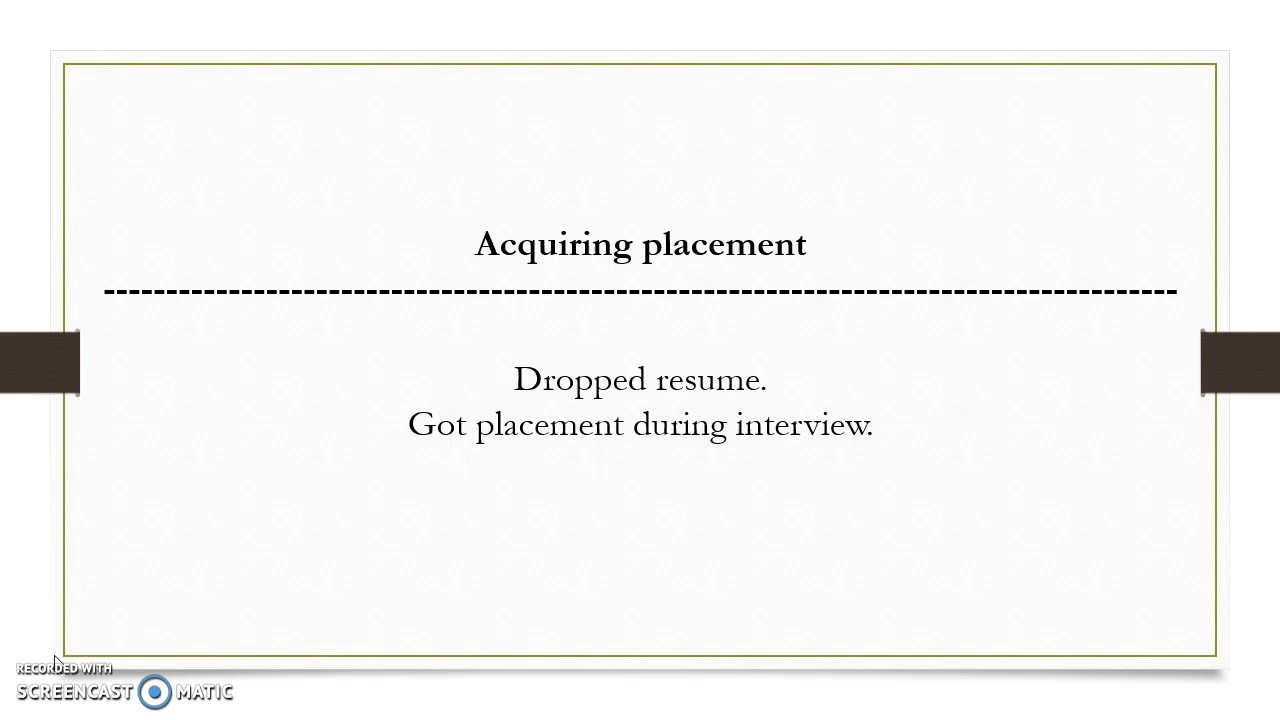 Acquiring placement
--------------------------------------------------------------------------------------
Dropped resume.
Got placement during interview.
RECORDED WITH
SCREENCAST MATIC